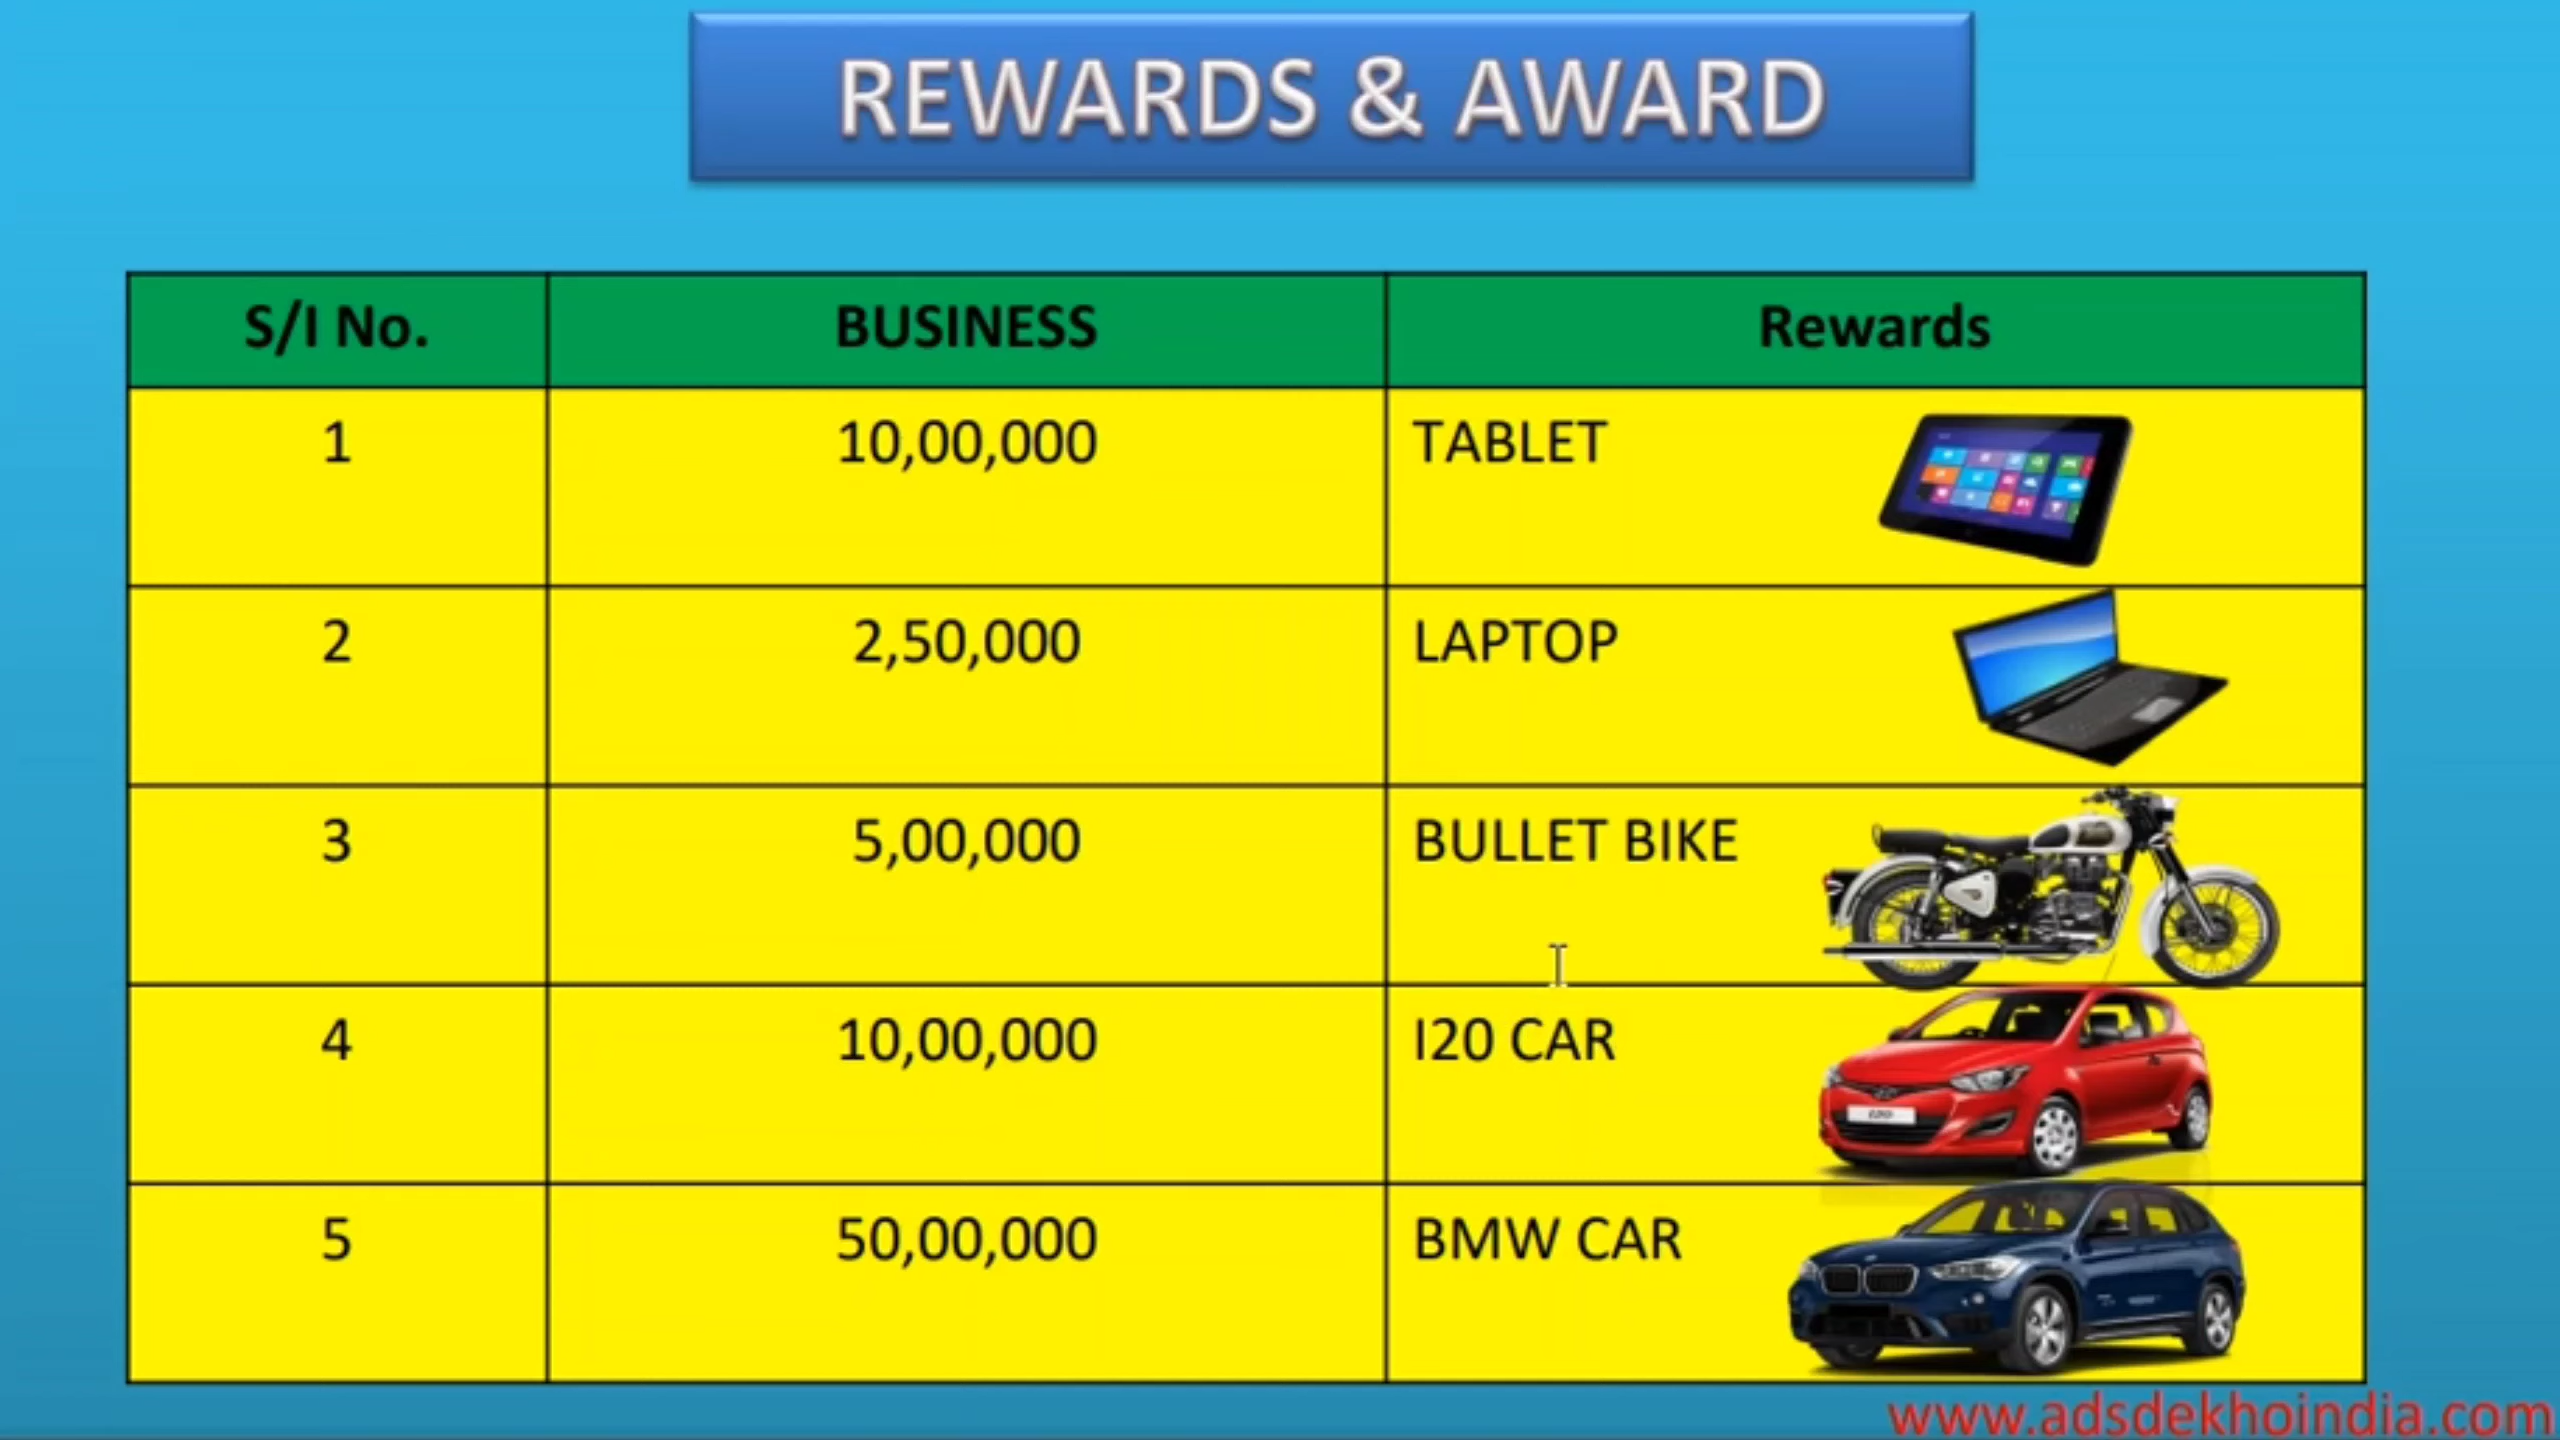 REWARDS & AWARD
S/I No. BUSINESS Rewards
1 10,00,000 TABLET
2 2,50,000 LAPTOP
3 5,00,000 BULLET BIKE
4 10,00,000 I20 CAR
5 50,00,000 BMW CAR
www.adsdekhoindia.com